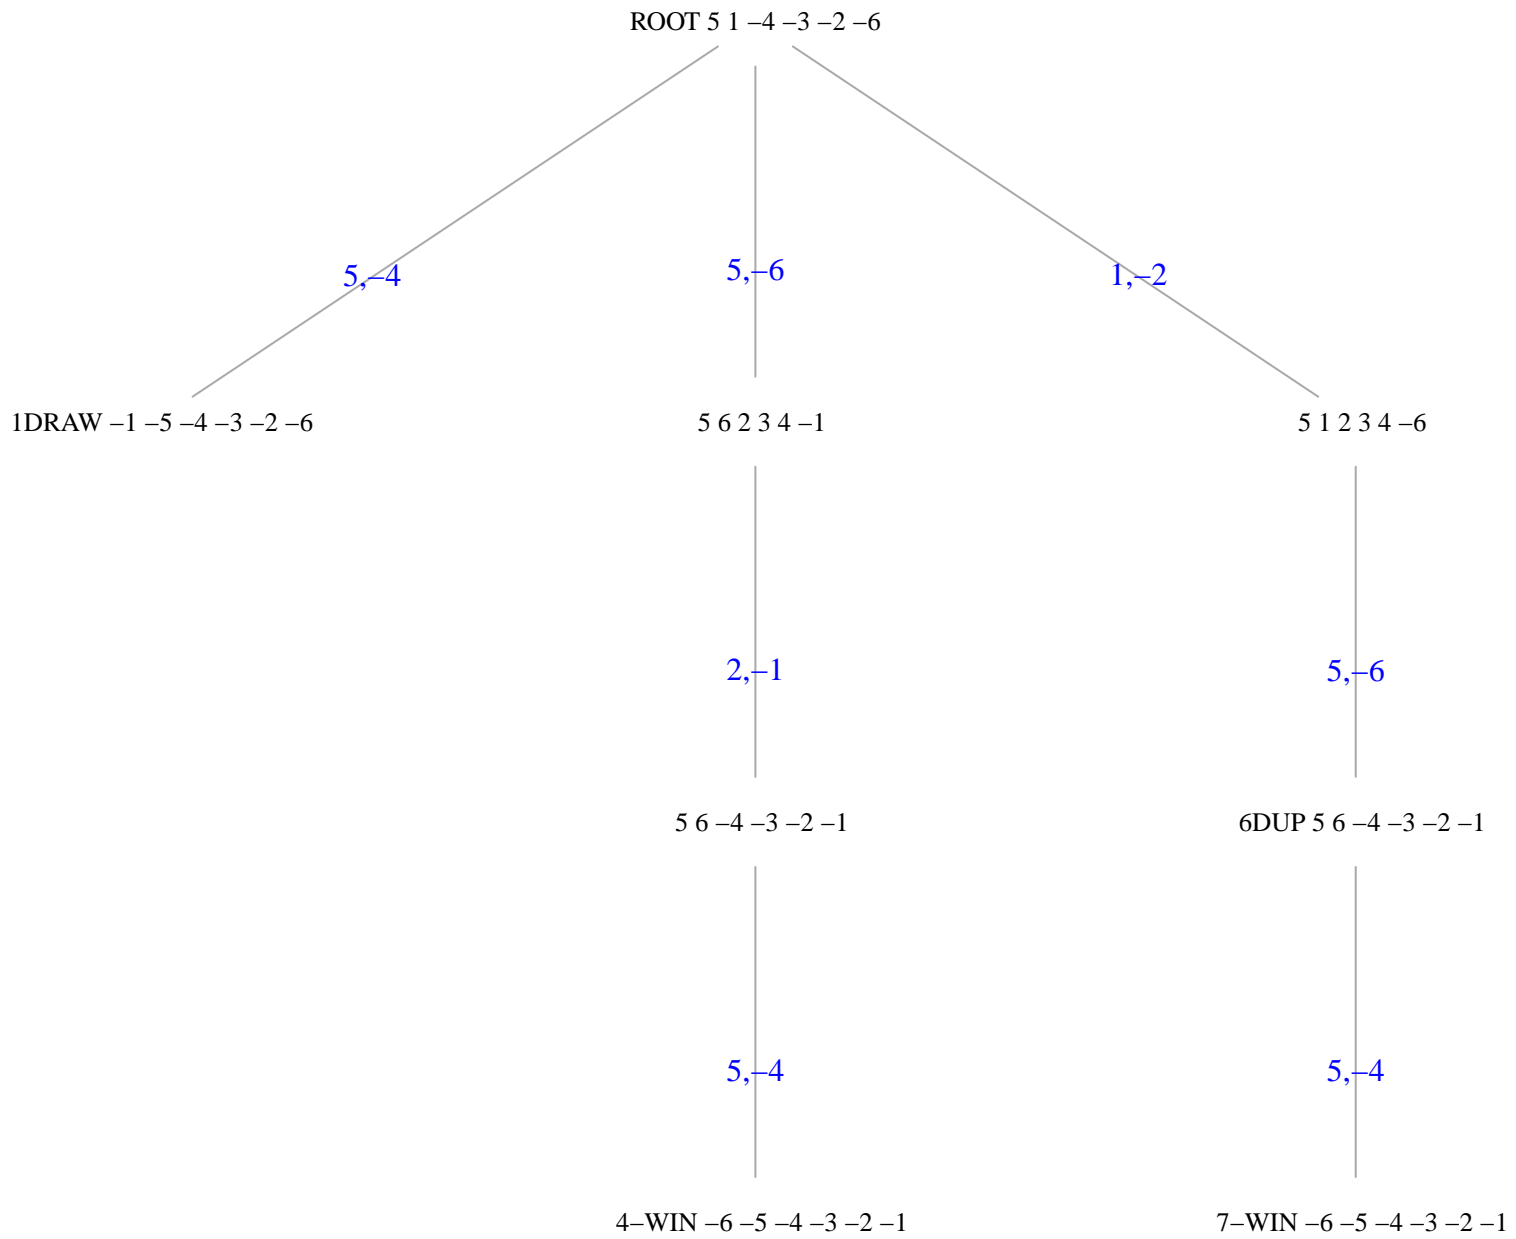 ROOT 5 1 –4 –3 –2 –6
5,–4
5,–6
1,–2
1DRAW –1 –5 –4 –3 –2 –6
5 6 2 3 4 –1
5 1 2 3 4 –6
2,–1
5,–6
5 6 –4 –3 –2 –1
6DUP 5 6 –4 –3 –2 –1
5,–4
5,–4
4–WIN –6 –5 –4 –3 –2 –1
7–WIN –6 –5 –4 –3 –2 –1